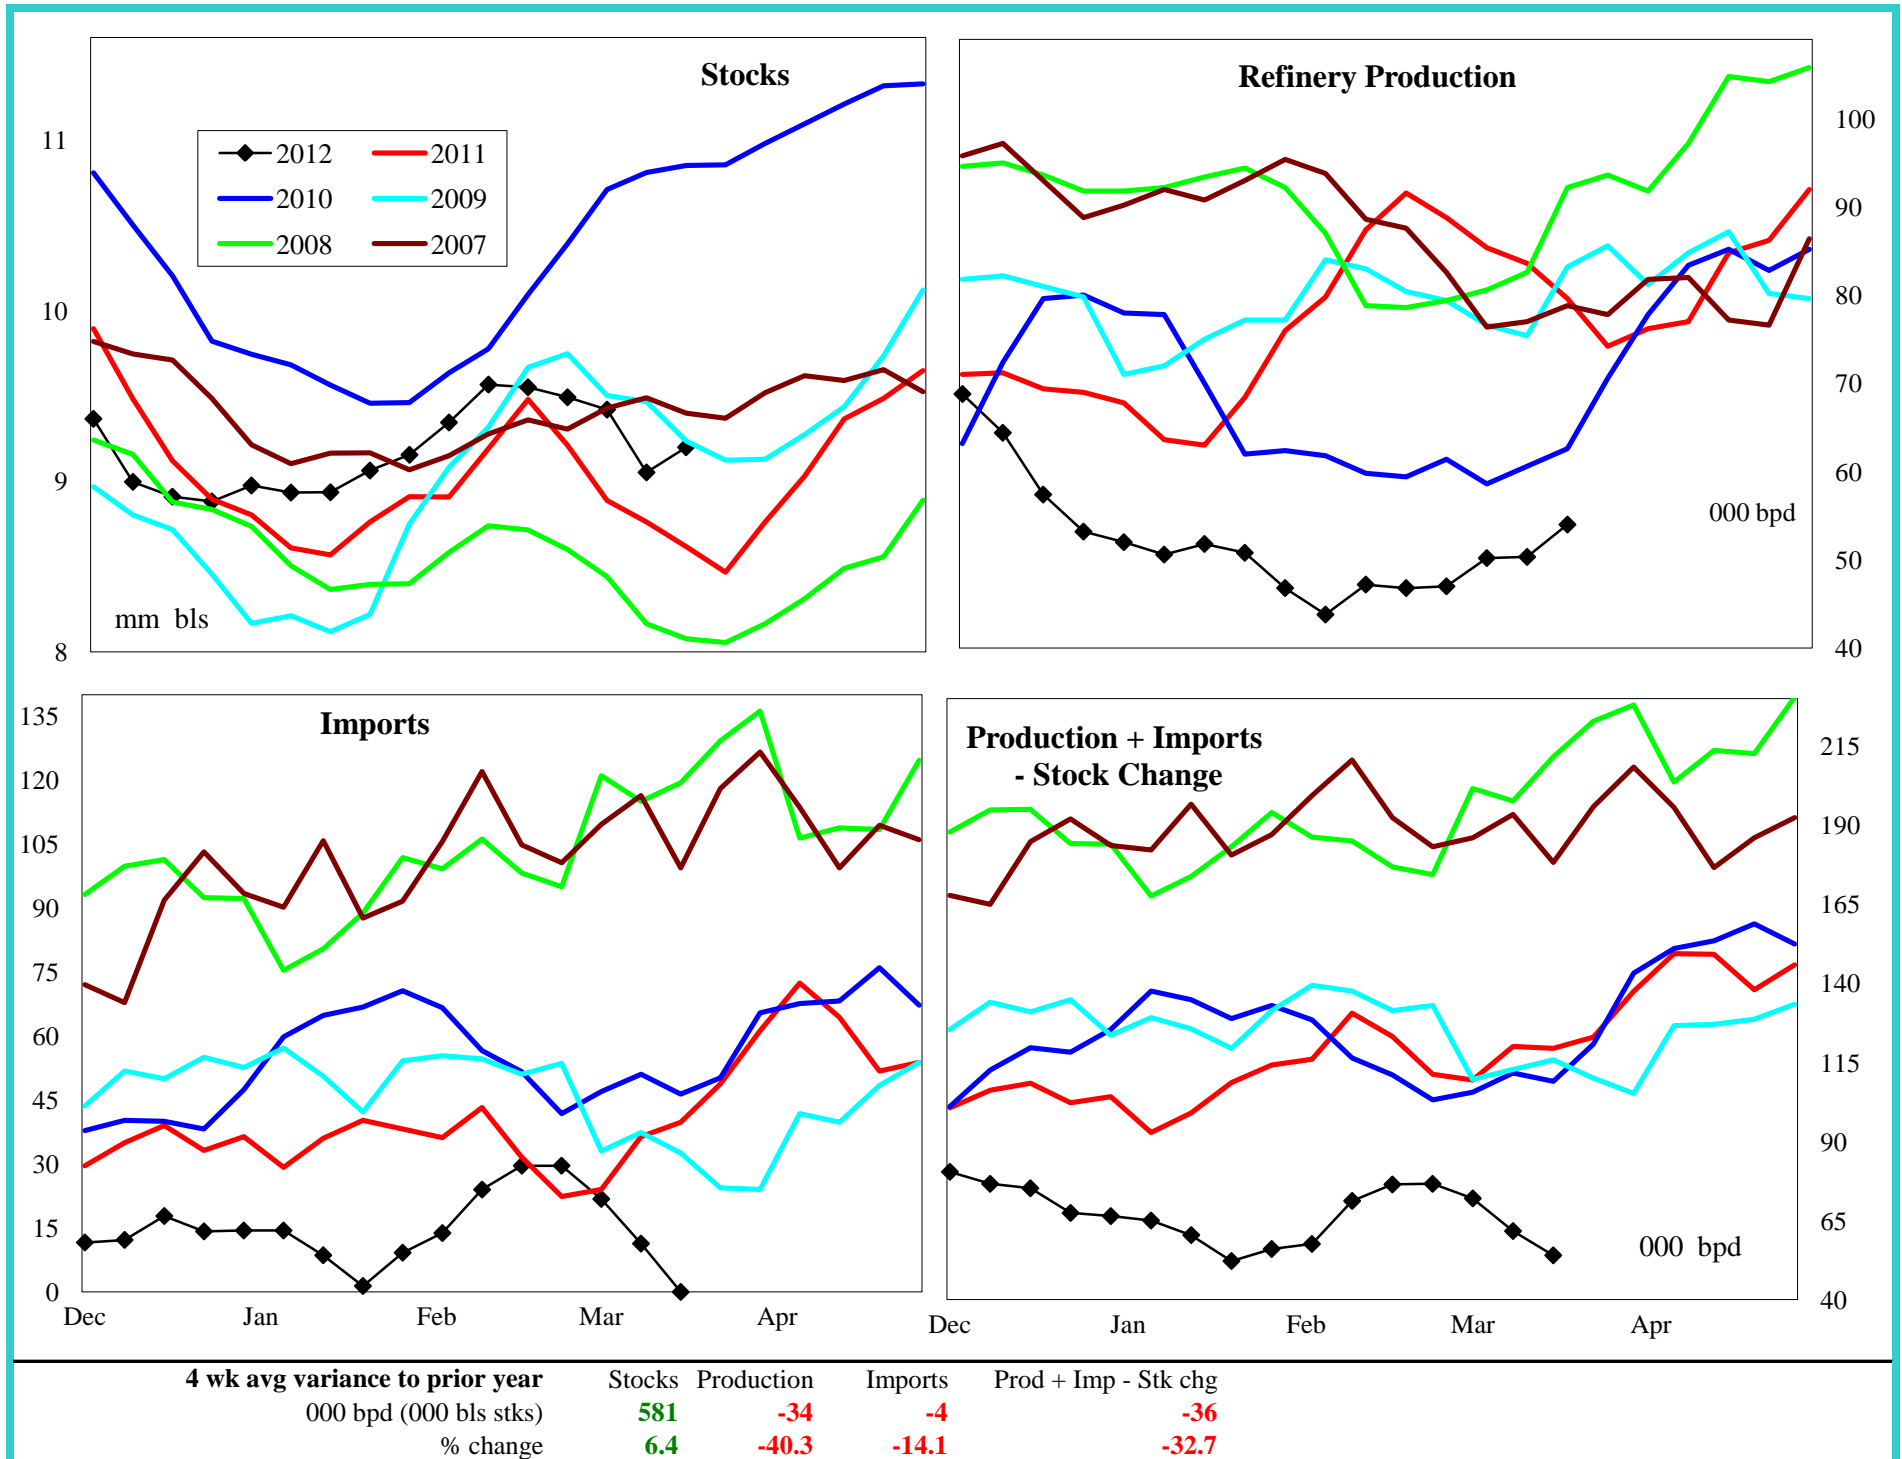 Stocks
11
10
9
8
2012
2011
2010
2009
2008
2007
mm bls
Refinery Production
100
90
80
70
60
50
40
000 bpd
Imports
135
120
105
90
75
60
45
30
15
0
Dec Jan Feb Mar Apr
Production + Imports
- Stock Change
215
190
165
140
115
90
65
40
000 bpd
Dec Jan Feb Mar Apr
4 wk avg variance to prior year Stocks Production Imports Prod + Imp - Stk chg
000 bpd (000 bls stks) 581 -34 -4 -36
% change 6.4 -40.3 -14.1 -32.7